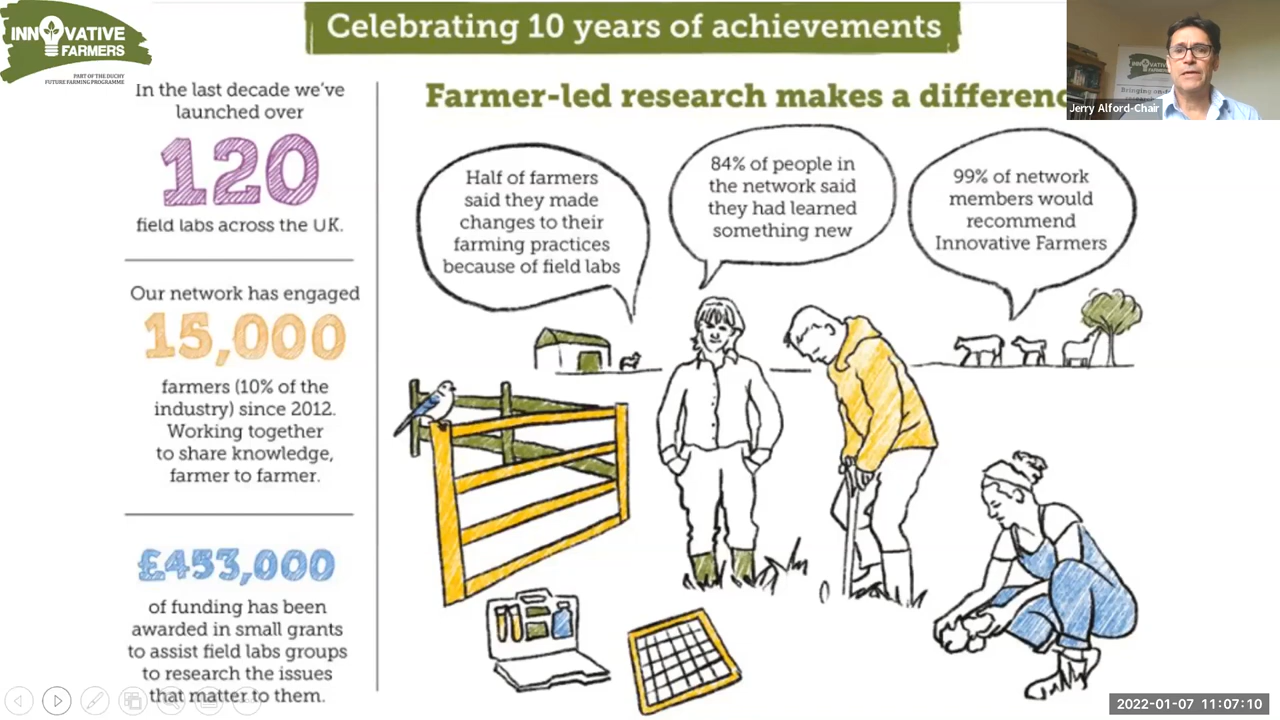 INNOVATIVE
FARMERS
PART OF THE DUCHY
FUTURE FARMING PROGRAMME
Celebrating 10 years of achievements
In the last decade we've
launched over
120
field labs across the UK.
Our network has engaged
15,000
farmers (10% of the
industry) since 2012.
Working together
to share knowledge,
farmer to farmer.
£453,000
of funding has been
awarded in small grants
to assist field labs groups
to research the issues
that matter to them.
Farmer-led research makes a differenc
Half of farmers
said they made
changes to their
farming practices
because of field labs
84% of people in
the network said
they had learned
something new
99% of network
members would
recommend
Innovative Farmers
Bringing
Jerry Alford-Chair
2022-01-07 11:07:10